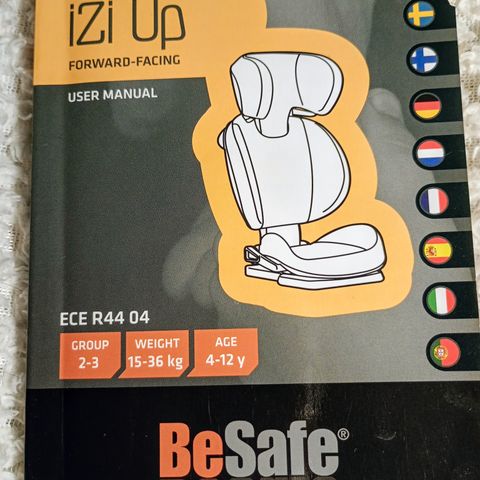 iZi Up
FORWARD-FACING
USER MANUAL
ECE R44 04
GROUP
2-3
WEIGHT
15-36 kg
AGE
4-12 y
BeSafe®